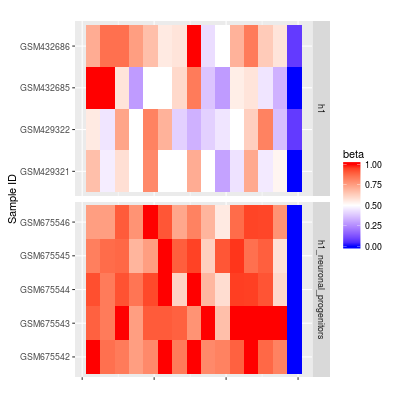 Sample ID
GSM432686
GSM432685
GSM429322
GSM429321
h1
GSM675546
GSM675545
GSM675544
GSM675543
GSM675542
h1_neuronal_progenitors
beta
1.00
0.75
0.50
0.25
0.00